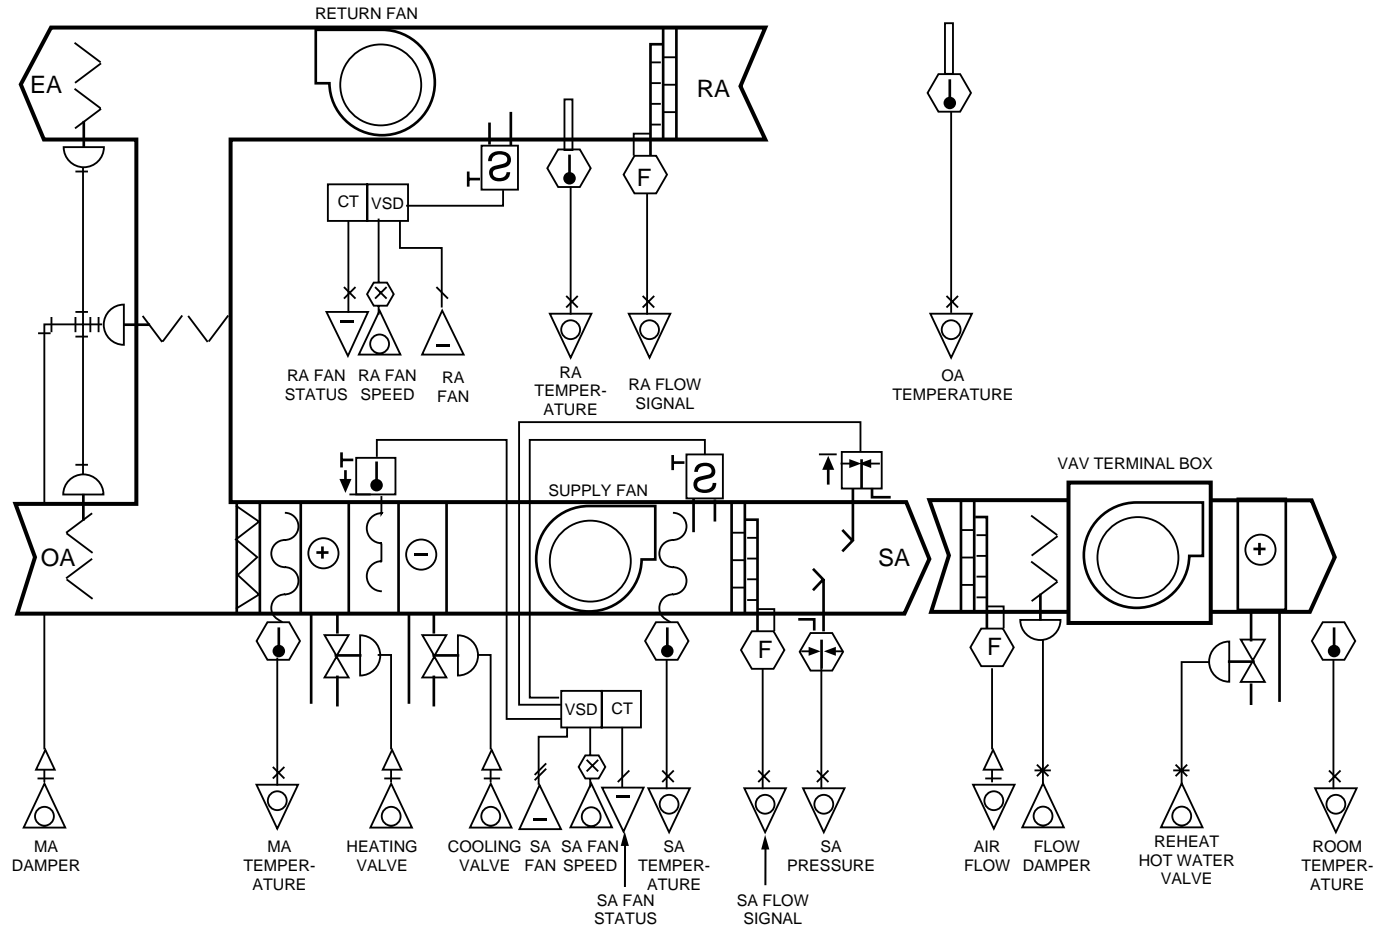 RETURN FAN
EA
RA
S
F
CT
VSD
RA FAN
STATUS
RA FAN
SPEED
RA
FAN
RA
TEMPER-
ATURE
RA FLOW
SIGNAL
OA
TEMPERATURE
SUPPLY FAN
S
VAV TERMINAL BOX
OA
SA
F
F
VSD
CT
MA
DAMPER
MA
TEMPER-
ATURE
HEATING
VALVE
COOLING
VALVE
SA
FAN
SA FAN
SPEED
SA FAN
STATUS
SA
TEMPER-
ATURE
SA FLOW
SIGNAL
SA
PRESSURE
AIR
FLOW
FLOW
DAMPER
REHEAT
HOT WATER
VALVE
ROOM
TEMPER-
ATURE